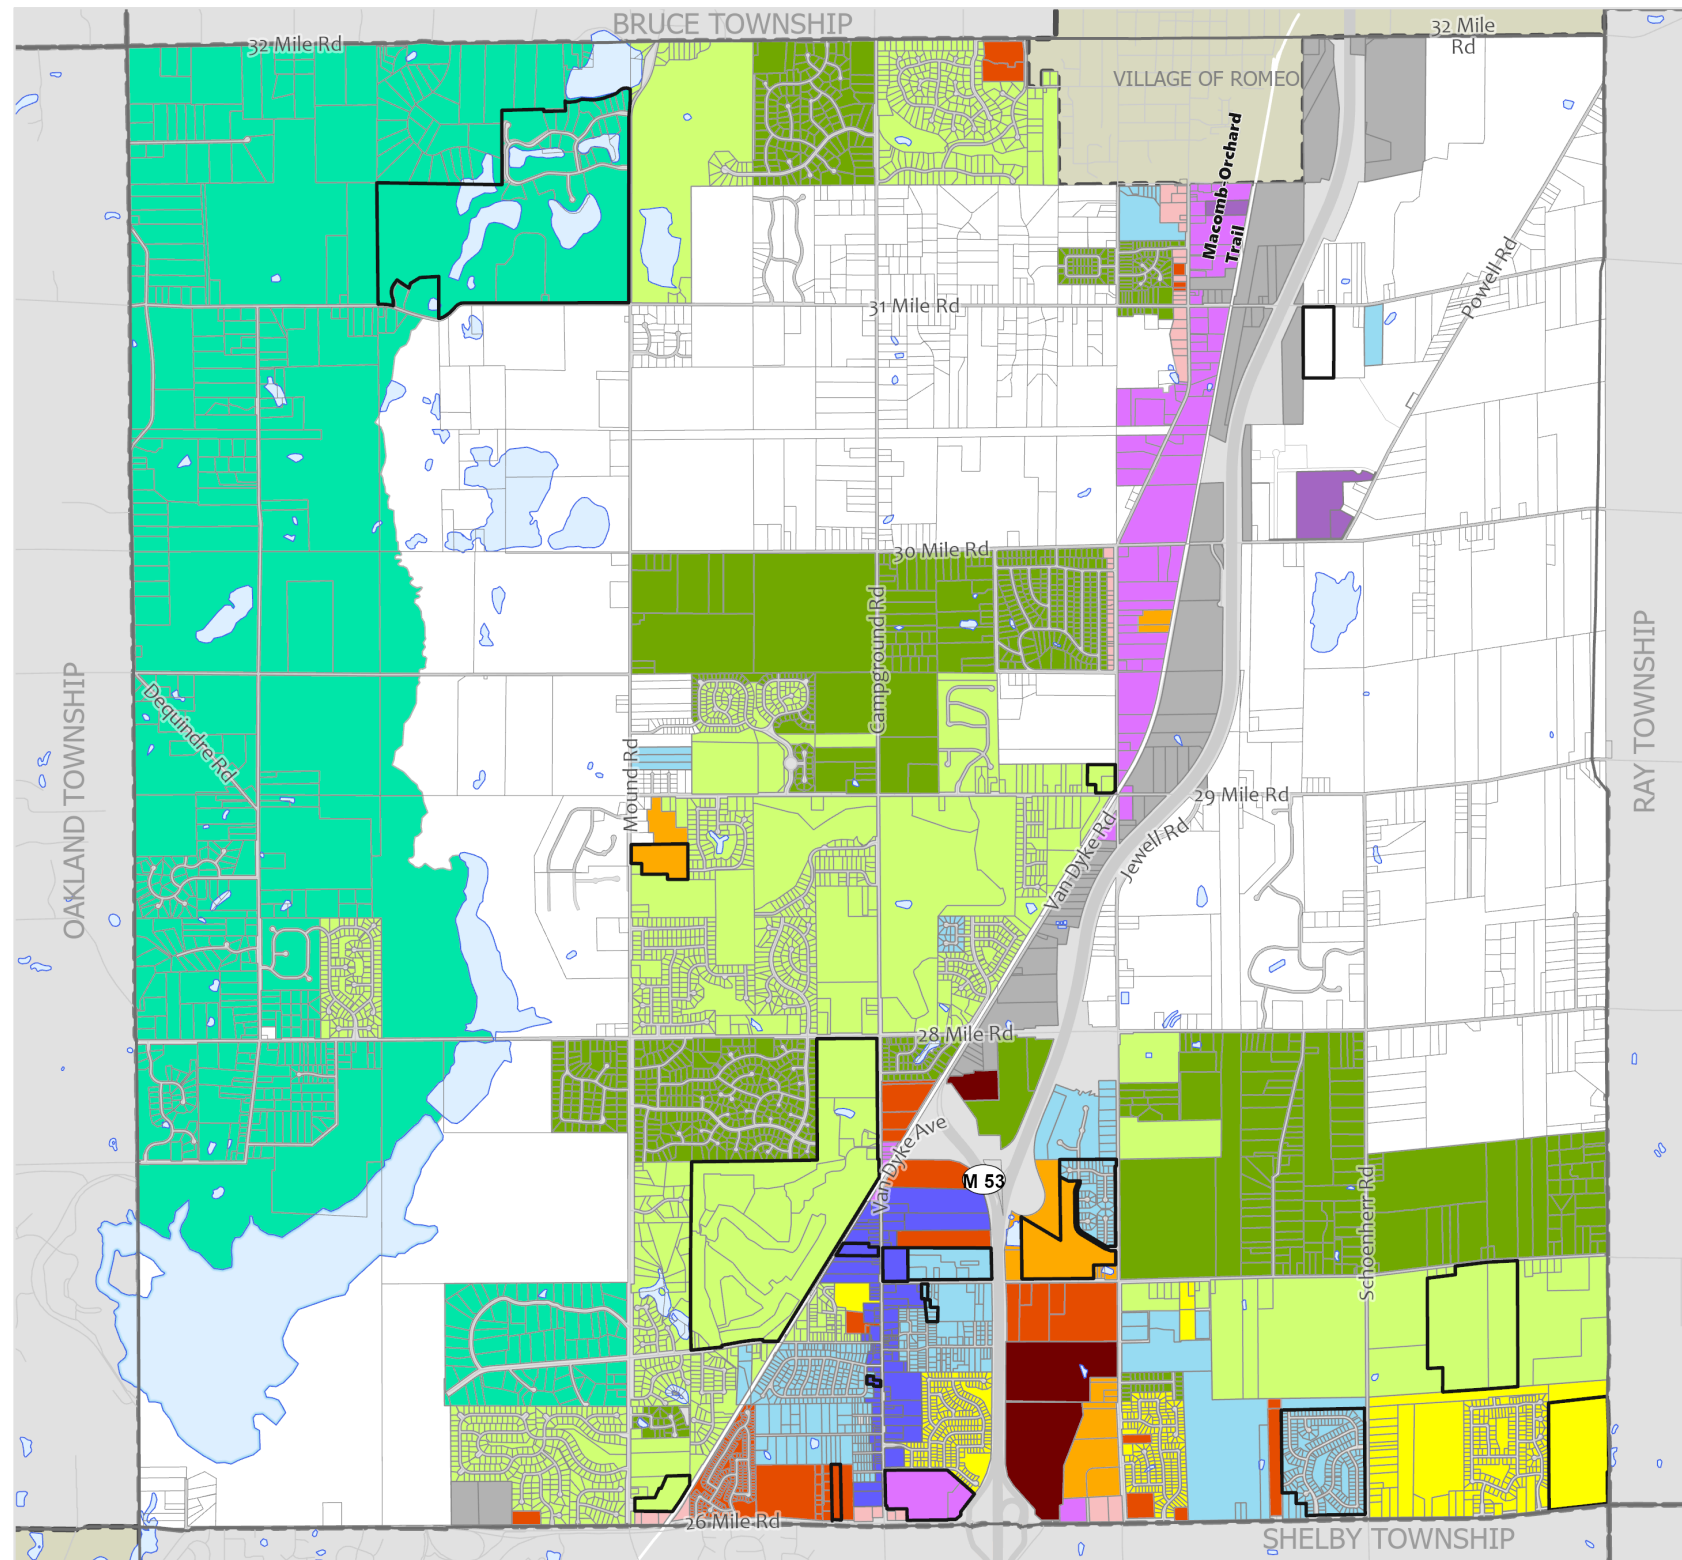 BRUCE TOWNSHIP
32 Mile Rd
32 Mile
Rd
VILLAGE OF ROMEO
Macomb-Orchard
Trail
Powell Rd
31 Mile Rd
30 Mile Rd
Campground Rd
OAKLAND TOWNSHIP
RAY TOWNSHIP
Dequindre Rd
Mound Rd
29 Mile Rd
Van Dyke Rd
Jewell Rd
28 Mile Rd
Van Dyke Ave
M 53
Schoenherr Rd
26 Mile Rd
SHELBY TOWNSHIP